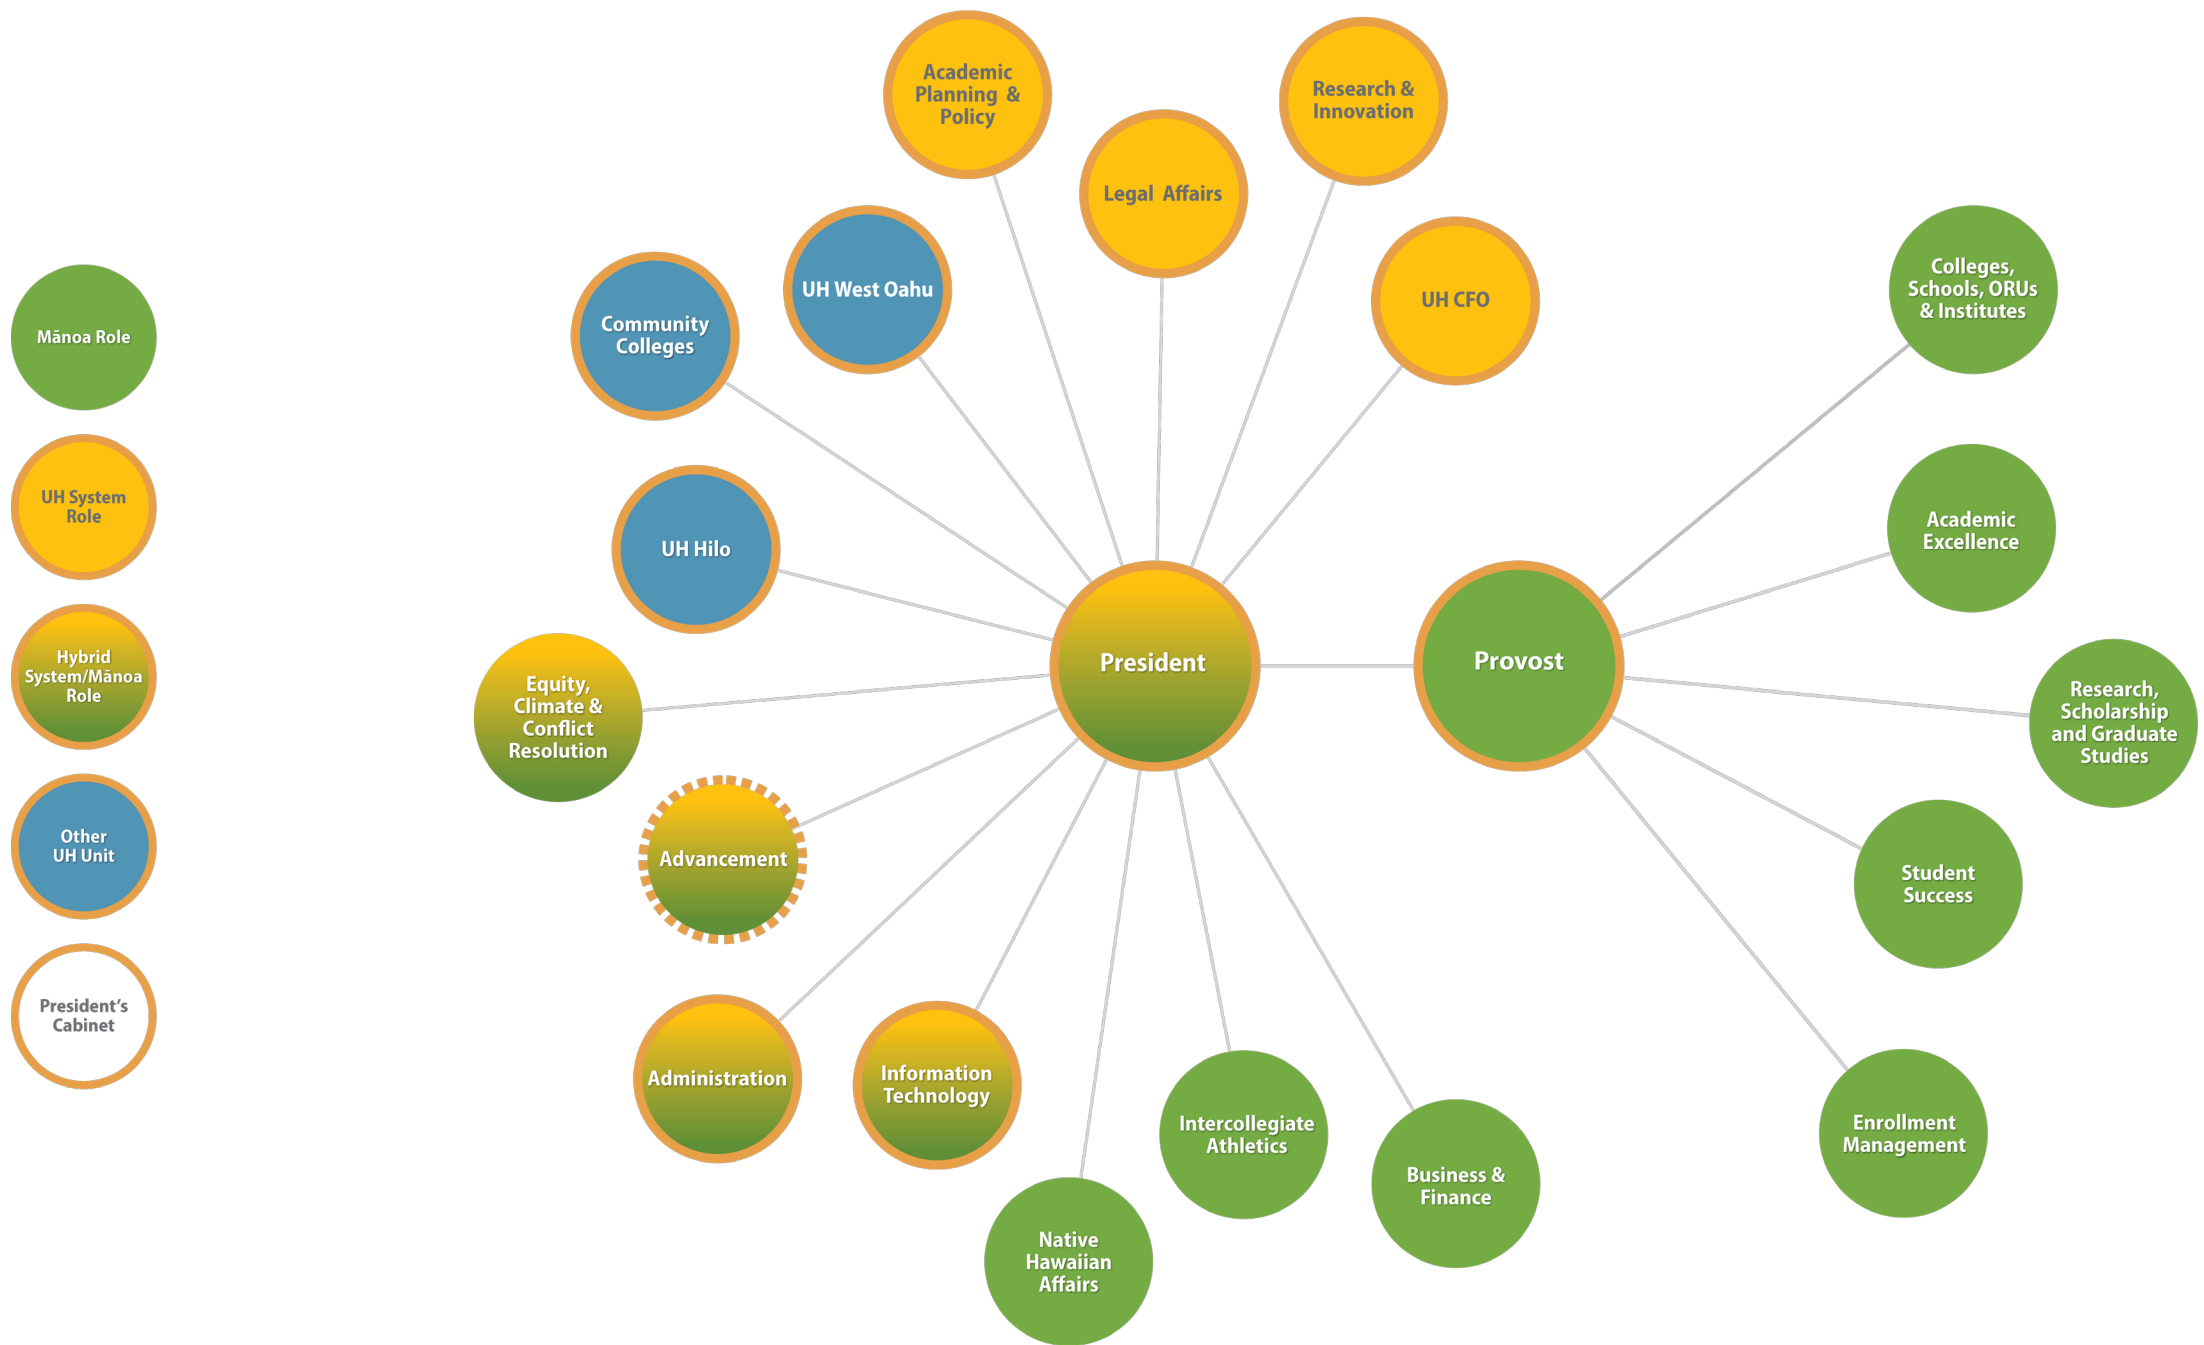 Mānoa Role
UH System
Role
Hybrid
System/Mānoa
Role
Other
UH Unit
President's
Cabinet
Academic
Planning &
Policy
Legal Affairs
Research &
Innovation
UH CFO
UH West Oahu
Community
Colleges
UH Hilo
Equity,
Climate &
Conflict
Resolution
Advancement
Administration
Information
Technology
Native
Hawaiian
Affairs
Intercollegiate
Athletics
Business &
Finance
President
Provost
Colleges,
Schools, ORUs
& Institutes
Academic
Excellence
Research,
Scholarship
and Graduate
Studies
Student
Success
Enrollment
Management